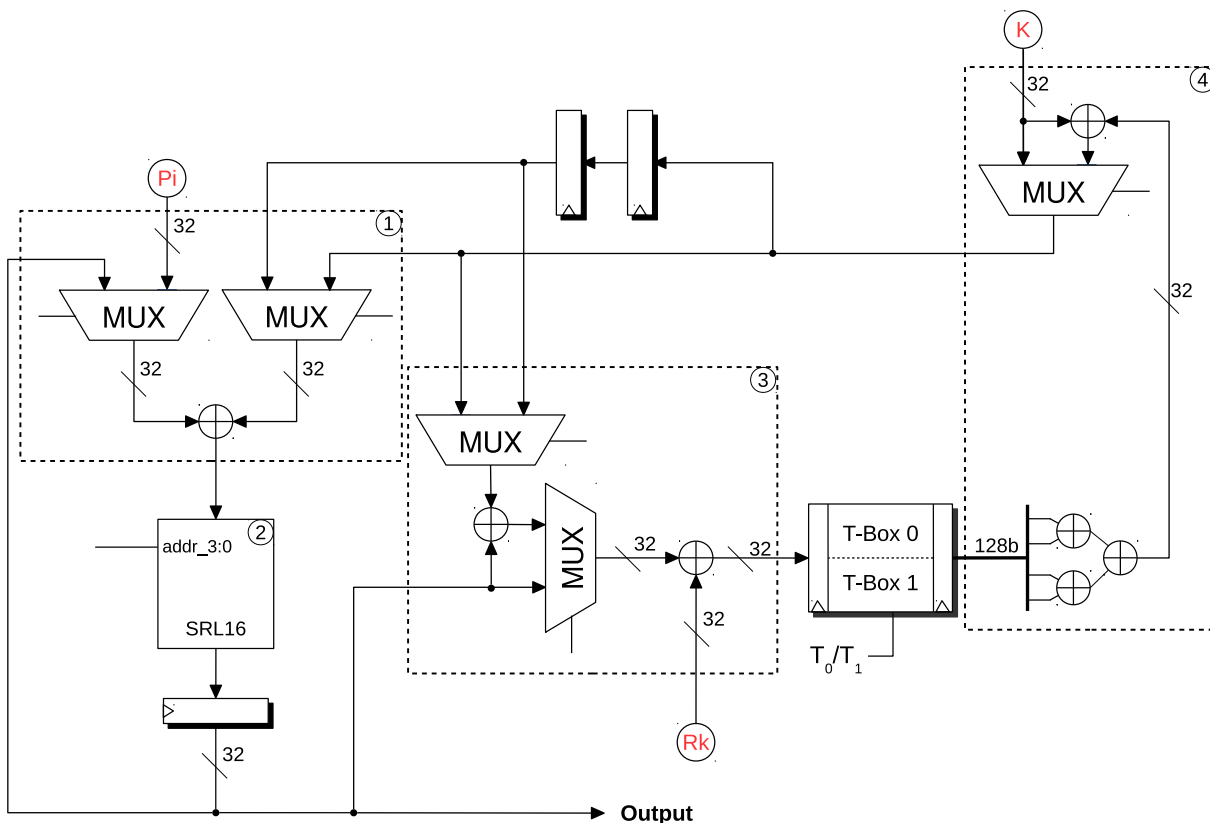 K
4
32
MUX
Pi
32
1
MUX
MUX
32
32
32
3
MUX
MUX
32
32
32
Rk
2
addr_3:0
SRL16
32
T-Box 0
T-Box 1
128b
T0/T1
Output